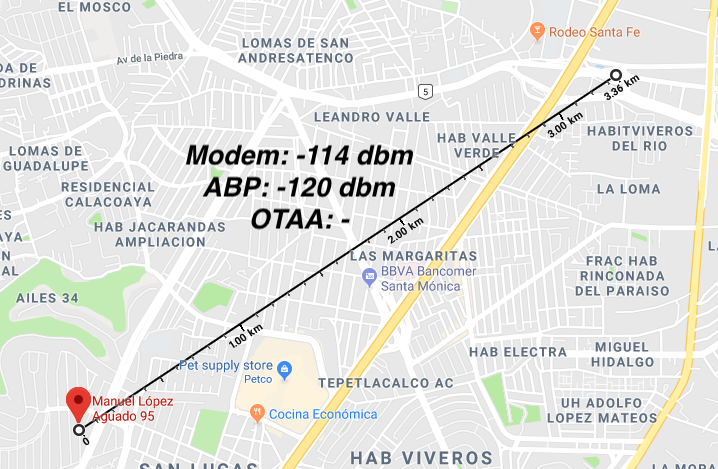 EL MOSCO
Rodeo Santa Fe
LOMAS DE SAN
ANDRESATENCO
Av de la Piedra
DA DE
DRINAS
5
3.36 km
LEANDRO VALLE
3.00 km
HAB VALLE
VERDE
HABITVIVEROS
DEL RIO
Modem: -114 dbm
ABP: -120 dbm
OTAA: -
LOMAS DE
GUADALUPE
RESIDENCIAL
CALACOAYA
LA LOMA
HAB JACARANDAS
AMPLIACION
AYA
ON
AL
2.00 km
LAS MARGARITAS
BBVA Bancomer
Santa Mónica
FRAC HAB
RINCONADA
DEL PARAISO
AILES 34
1.00 km
Pet supply store
Petco
HAB ELECTRA
MIGUEL
HIDALGO
TEPETLACALCO AC
Manuel López
Aguado 95
0
Cocina Económica
UH ADOLFO
LOPEZ MATEOS
HAB VIVEROS
SAN LUCAS
LA MORA